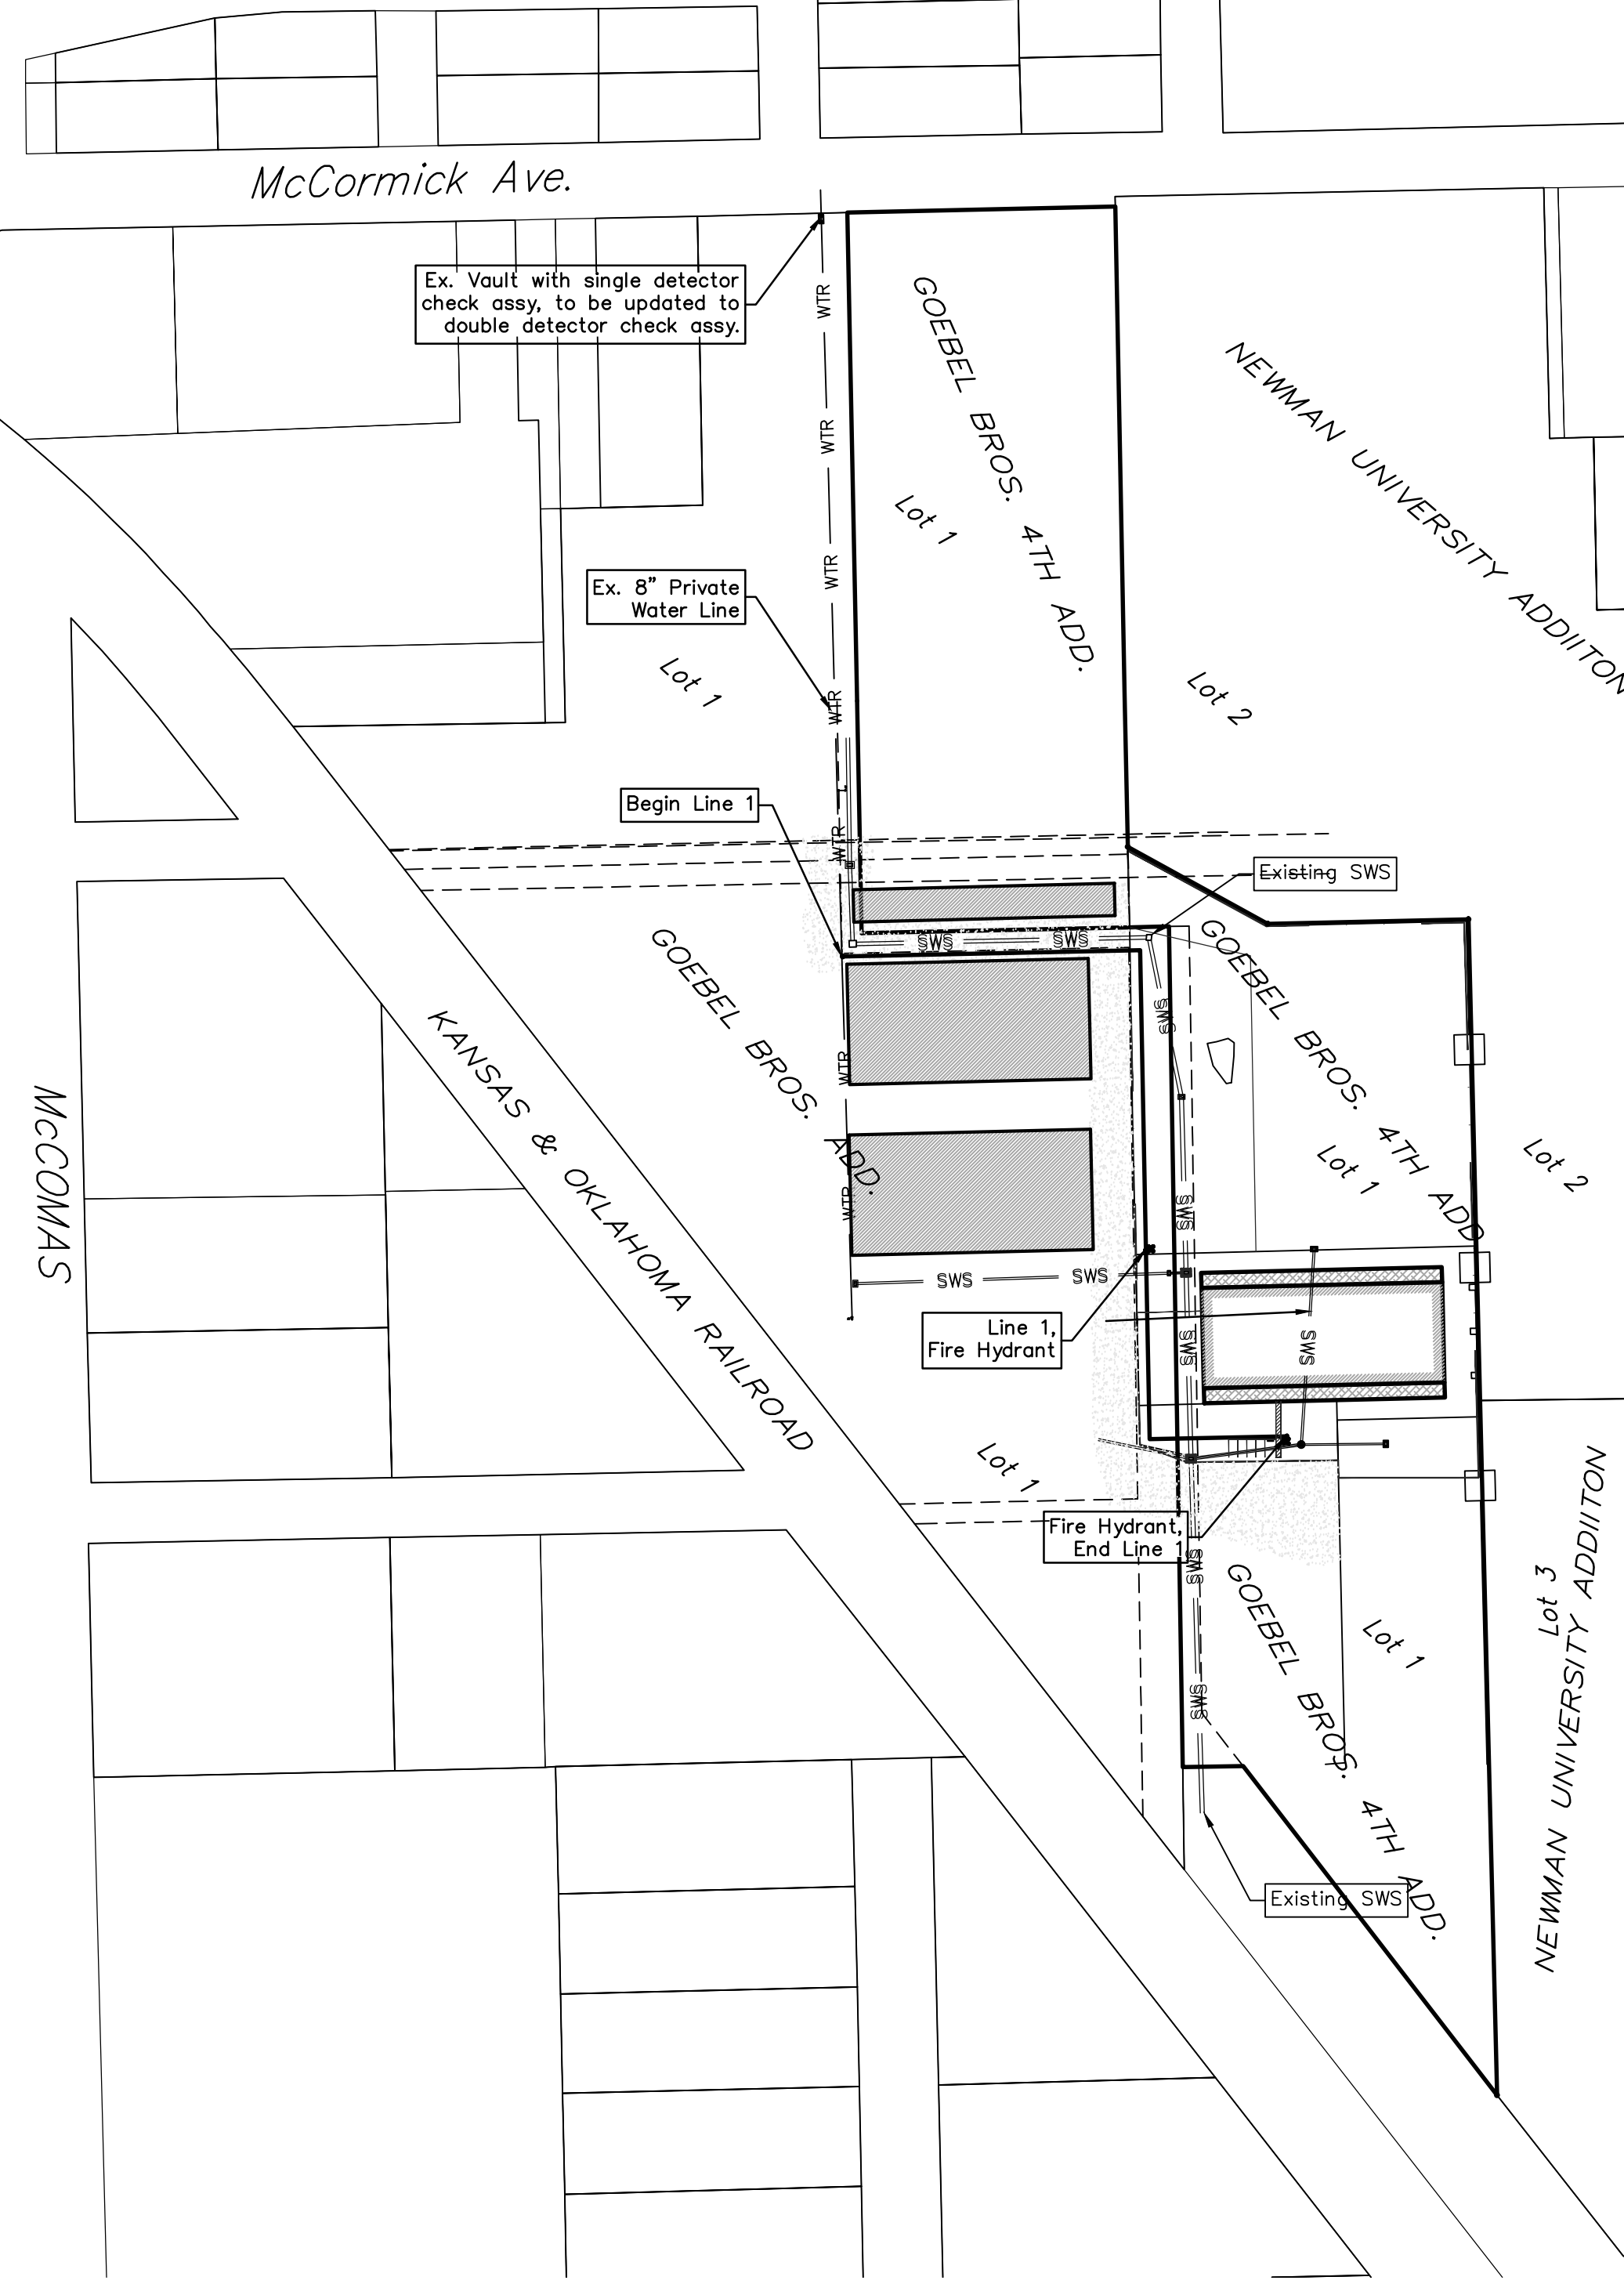 McCormick Ave.
Ex. Vault with single detector
check assy, to be updated to
double detector check assy.
WTR
WTR
WTR
WTR
WTR
WTR
WTR
GOEBEL BROS. 4TH ADD.
Lot 1
NEWMAN UNIVERSITY ADDIITON
Lot 2
Ex. 8" Private
Water Line
Lot 1
Begin Line 1
Existing SWS
SWS
SWS
SWS
SWS
SWS
SWS
SWS
SWS
SWS
SWS
GOEBEL BROS. ADD.
GOEBEL BROS. 4TH ADD
Lot 1
Lot 2
KANSAS & OKLAHOMA RAILROAD
McCOMAS
Line 1,
Fire Hydrant
Lot 1
Fire Hydrant,
End Line 1
GOEBEL BROS. 4TH ADD.
Lot 1
Lot 3
NEWMAN UNIVERSITY ADDIITON
Existing SWS